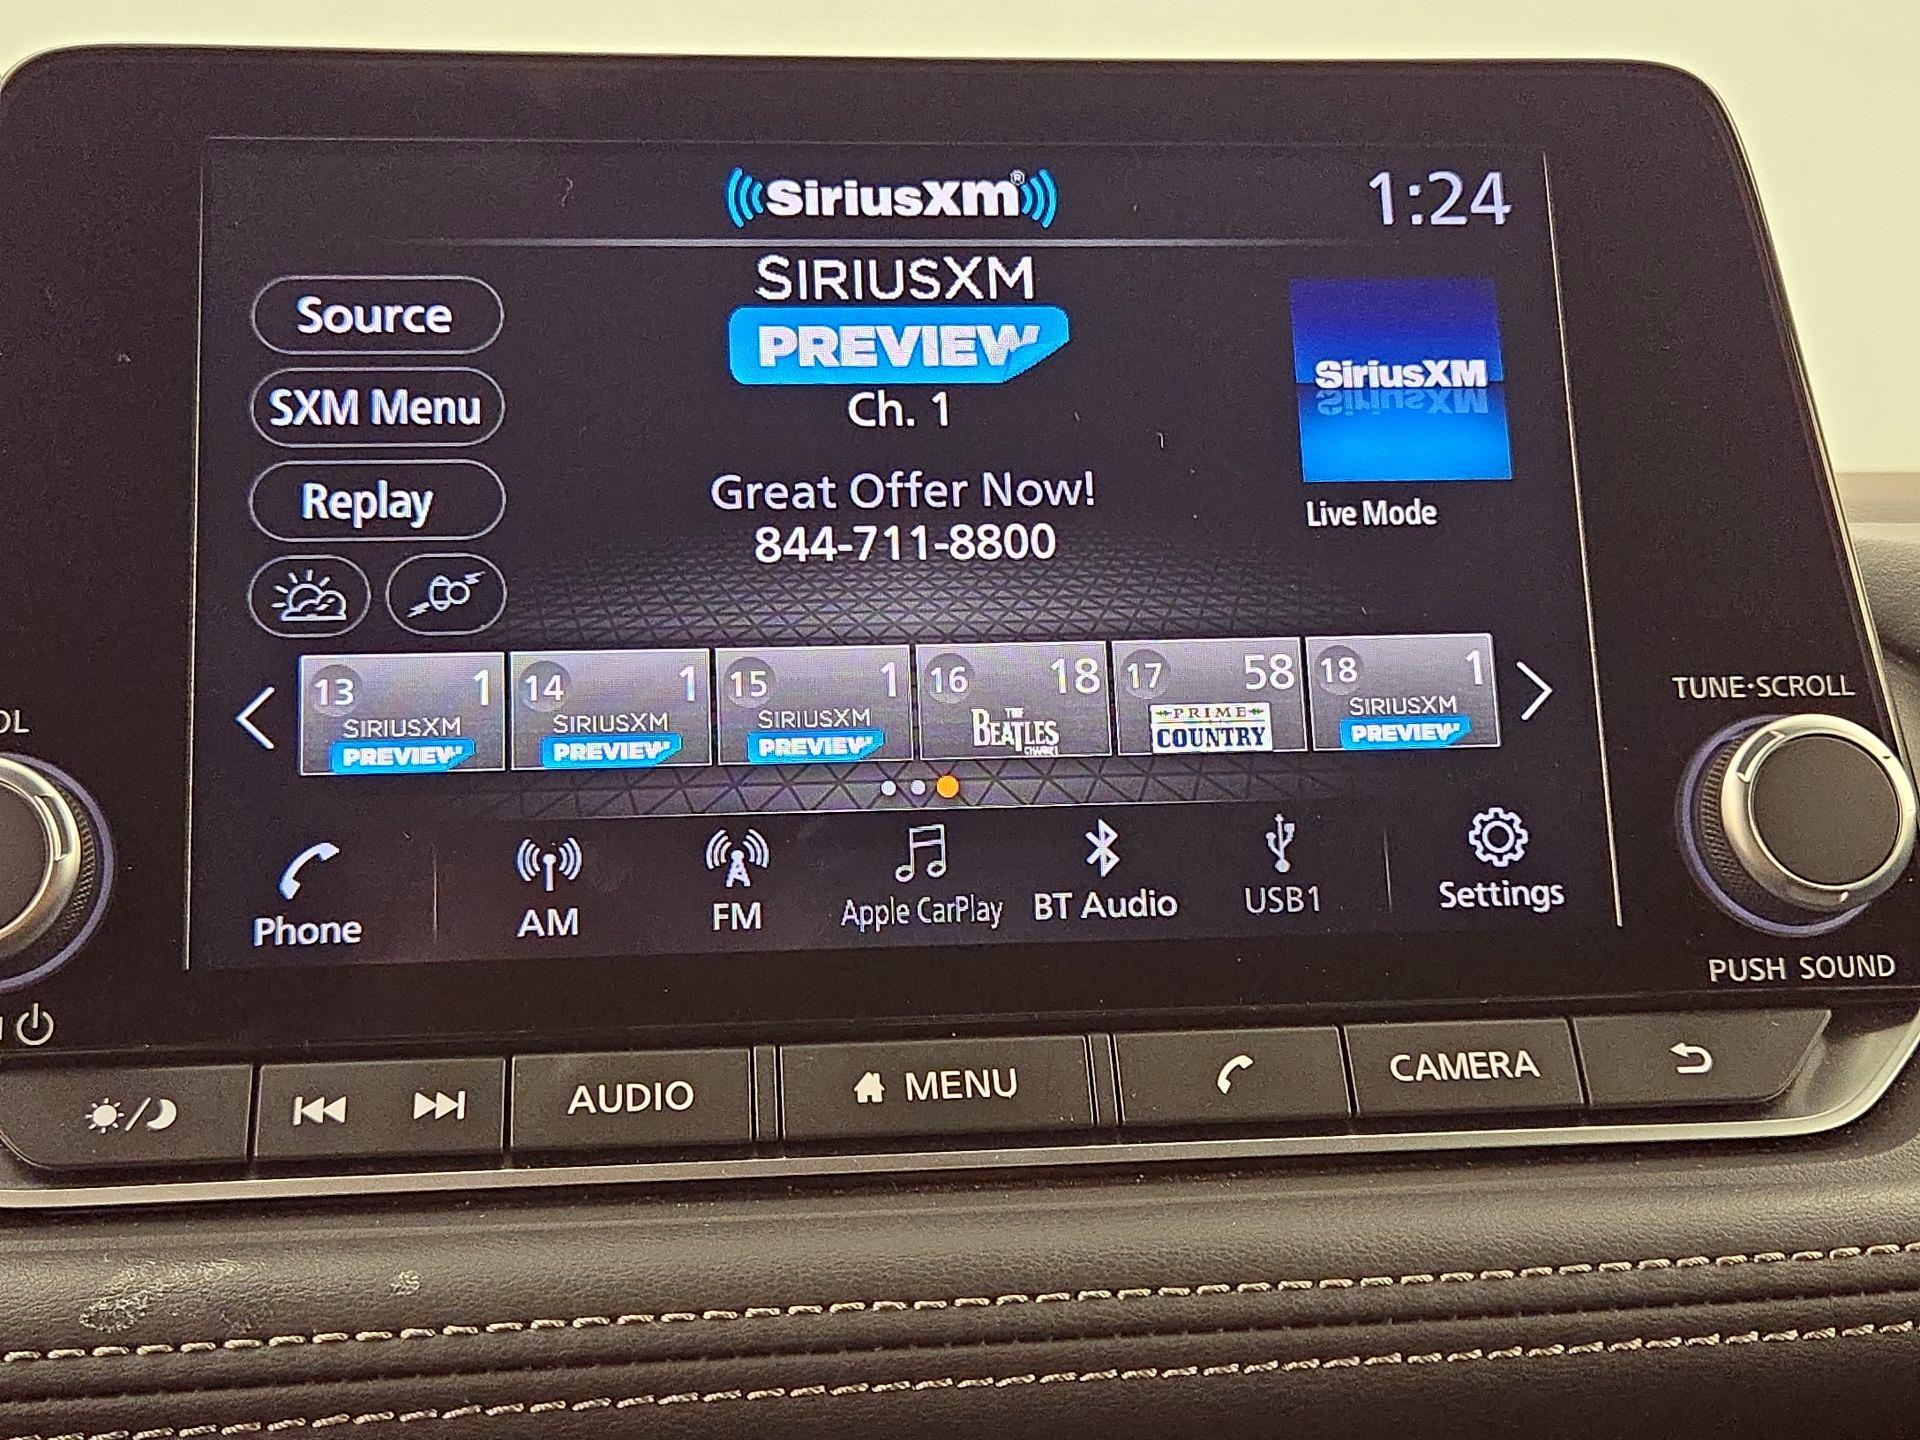 SiriusXM®
1:24
Source
SXM Menu
Replay
SIRIUSXM
PREVIEW
Ch. 1
Great Offer Now!
844-711-8800
SiriusXM
Live Mode
13 1
SIRIUSXM
PREVIEW
14 1
SIRIUSXM
PREVIEW
15 1
SIRIUSXM
PREVIEW
16 18
THE
BEATLES
CHANNEL
17 58
PRIME
COUNTRY
18 1
SIRIUSXM
PREVIEW
Phone
AM
FM
Apple CarPlay
BT Audio
USB1
Settings
OL
TUNE·SCROLL
PUSH SOUND
AUDIO
MENU
CAMERA